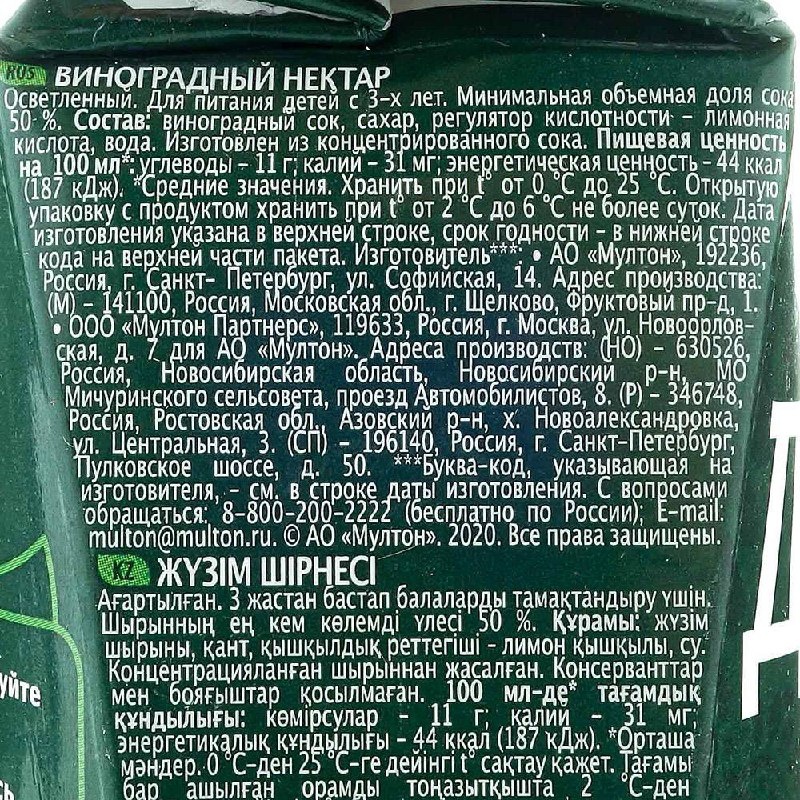 RUS ВИНОГРАДНЫЙ НЕКТАР
Осветленный. Для питания детей с 3-х лет. Минимальная объемная доля сока
50 %. Состав: виноградный сок, сахар, регулятор кислотности – лимонная
кислота, вода. Изготовлен из концентрированного сока. Пищевая ценность
на 100 мл*: углеводы – 11 г; калий – 31 мг; энергетическая ценность – 44 ккал
(187 кДж). *Средние значения. Хранить при t° от 0 °С до 25 °С. Открытую
упаковку с продуктом хранить при t° от 2 °С до 6 °С не более суток. Дата
изготовления указана в верхней строке, срок годности – в нижней строке
кода на верхней части пакета. Изготовитель***: • АО «Мултон», 192236,
Россия, г. Санкт- Петербург, ул. Софийская, 14. Адрес производства:
(М) – 141100, Россия, Московская обл., г. Щелково, Фруктовый пр-д, 1.
• ООО «Мултон Партнерс», 119633, Россия, г. Москва, ул. Новоорлов-
ская, д. 7 для АО «Мултон». Адреса производств: (НО) – 630526,
Россия, Новосибирская область, Новосибирский р-н, МО
Мичуринского сельсовета, проезд Автомобилистов, 8. (Р) – 346748,
Россия, Ростовская обл., Азовский р-н, х. Новоалександровка,
ул. Центральная, 3. (СП) – 196140, Россия, г. Санкт-Петербург,
Пулковское шоссе, д. 50. ***Буква-код, указывающая на
изготовителя, – см. в строке даты изготовления. С вопросами
обращаться: 8-800-200-2222 (бесплатно по России); E-mail:
multon@multon.ru. © АО «Мултон». 2020. Все права защищены.
KZ ЖҮЗІМ ШІРНЕСІ
Ағартылған. 3 жастан бастап балаларды тамақтандыру үшін.
Шырынның ең кем көлемді үлесі 50 %. Құрамы: жүзім
шырыны, қант, қышқылдық реттегіші - лимон қышқылы, су.
Концентрацияланған шырыннан жасалған. Консерванттар
мен бояғыштар қосылмаған. 100 мл-де* тағамдық
құндылығы: көмірсулар - 11 г; калий - 31 мг;
энергетикалық құндылығы - 44 ккал (187 кДж). *Орташа
мәндер. 0 °С-ден 25 °С-ге дейінгі t° сақтау қажет. Тағамы
бар ашылған орамды тоңазытқышта 2 °С-ден